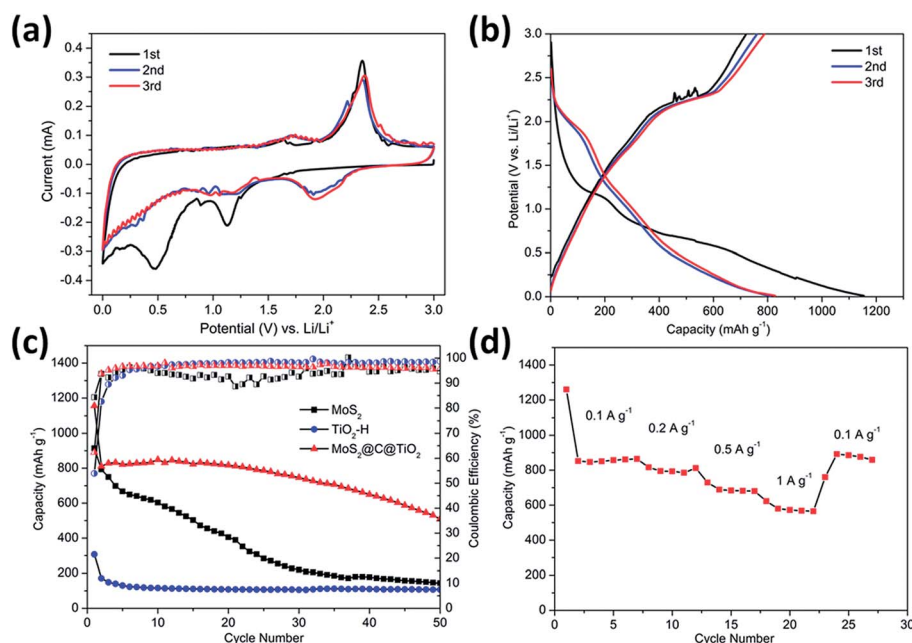 (a)
1st
2nd
3rd
0.4
0.3
0.2
0.1
0.0
-0.1
-0.2
-0.3
-0.4
Current (mA)
0.0 0.5 1.0 1.5 2.0 2.5 3.0
Potential (V) vs. Li/Li⁺
(b)
1st
2nd
3rd
3.0
2.5
2.0
1.5
1.0
0.5
0.0
Potential (V vs. Li/Li⁺)
0 200 400 600 800 1000 1200
Capacity (mAh g⁻¹)
(c)
MoS₂
TiO₂-H
MoS₂@C@TiO₂
1400
1200
1000
800
600
400
200
0
Capacity (mAh g⁻¹)
100
90
80
70
60
50
40
30
20
10
0
Coulombic Efficiency (%)
0 10 20 30 40 50
Cycle Number
(d)
0.1 A g⁻¹
0.2 A g⁻¹
0.5 A g⁻¹
1 A g⁻¹
0.1 A g⁻¹
1400
1200
1000
800
600
400
200
0
Capacity (mAh g⁻¹)
0 5 10 15 20 25 30
Cycle Number